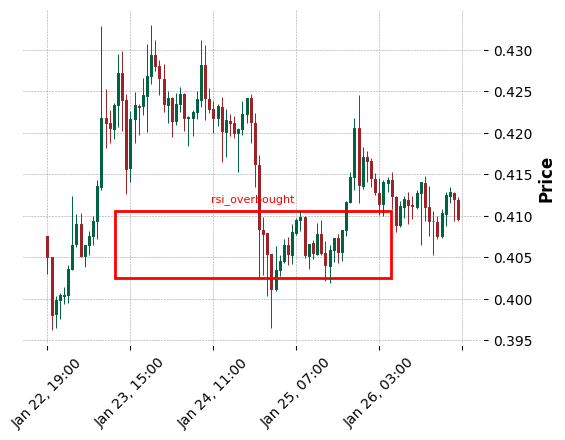 0.430
0.425
0.420
0.415
0.410
0.405
0.400
0.395
Price
rsi_overbought
Jan 22, 19:00
Jan 23, 15:00
Jan 24, 11:00
Jan 25, 07:00
Jan 26, 03:00